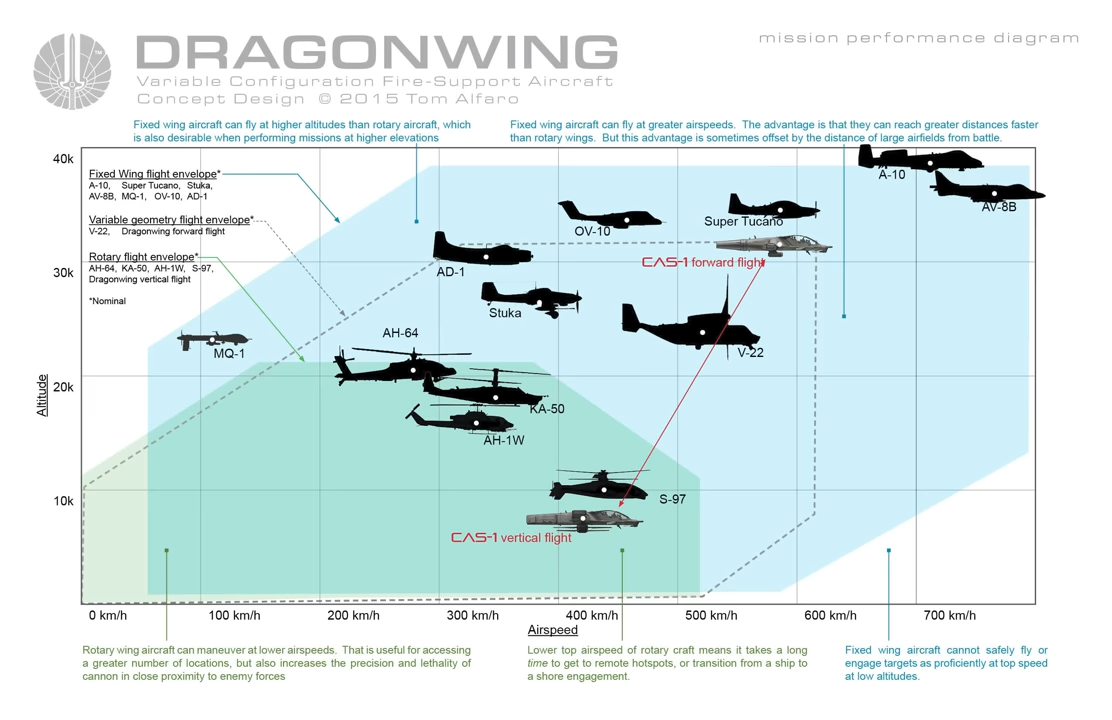 DRAGONWING
Variable Configuration Fire-Support Aircraft
Concept Design © 2015 Tom Alfaro
mission performance diagram
TM
Fixed wing aircraft can fly at higher altitudes than rotary aircraft, which
is also desirable when performing missions at higher elevations
Fixed wing aircraft can fly at greater airspeeds. The advantage is that they can reach greater distances faster
than rotary wings. But this advantage is sometimes offset by the distance of large airfields from battle.
40k
30k
20k
10k
Altitude
Fixed Wing flight envelope*
A-10, Super Tucano, Stuka,
AV-8B, MQ-1, OV-10, AD-1
Variable geometry flight envelope*
V-22, Dragonwing forward flight
Rotary flight envelope*
AH-64, KA-50, AH-1W, S-97,
Dragonwing vertical flight
*Nominal
A-10
AV-8B
Super Tucano
OV-10
CAS-1 forward flight
AD-1
Stuka
V-22
MQ-1
AH-64
KA-50
AH-1W
S-97
CAS-1 vertical flight
0 km/h
100 km/h
200 km/h
300 km/h
400 km/h
500 km/h
600 km/h
700 km/h
Airspeed
Rotary wing aircraft can maneuver at lower airspeeds. That is useful for accessing
a greater number of locations, but also increases the precision and lethality of
cannon in close proximity to enemy forces
Lower top airspeed of rotary craft means it takes a long
time to get to remote hotspots, or transition from a ship to
a shore engagement.
Fixed wing aircraft cannot safely fly or
engage targets as proficiently at top speed
at low altitudes.